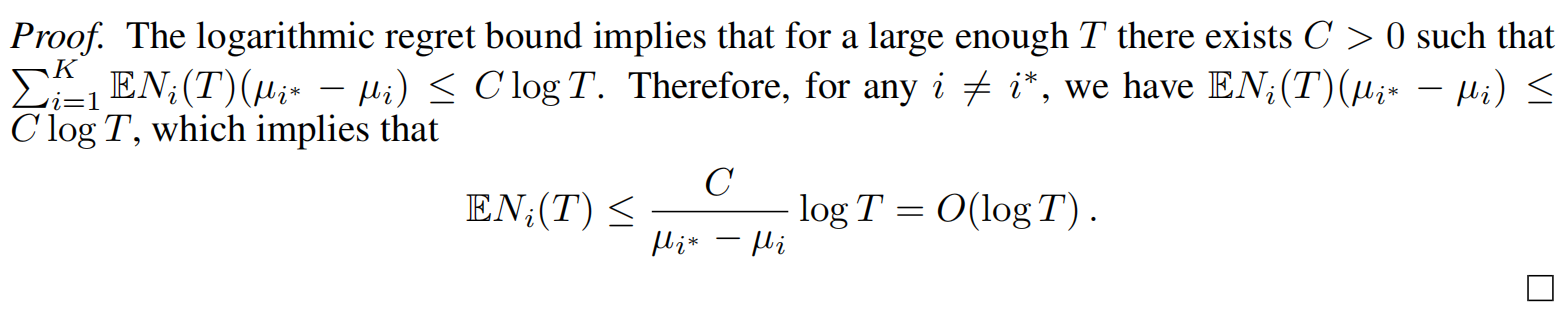 Proof. The logarithmic regret bound implies that for a large enough T there exists C > 0 such that
$\sum_{i=1}^{K} \mathbb{E}N_i(T)(\mu_{i^*} - \mu_i) \leq C \log T$. Therefore, for any $i \neq i^*$, we have $\mathbb{E}N_i(T)(\mu_{i^*} - \mu_i) \leq$
$C \log T$, which implies that
$\mathbb{E}N_i(T) \leq \frac{C}{\mu_{i^*} - \mu_i} \log T = O(\log T)\,.$
□